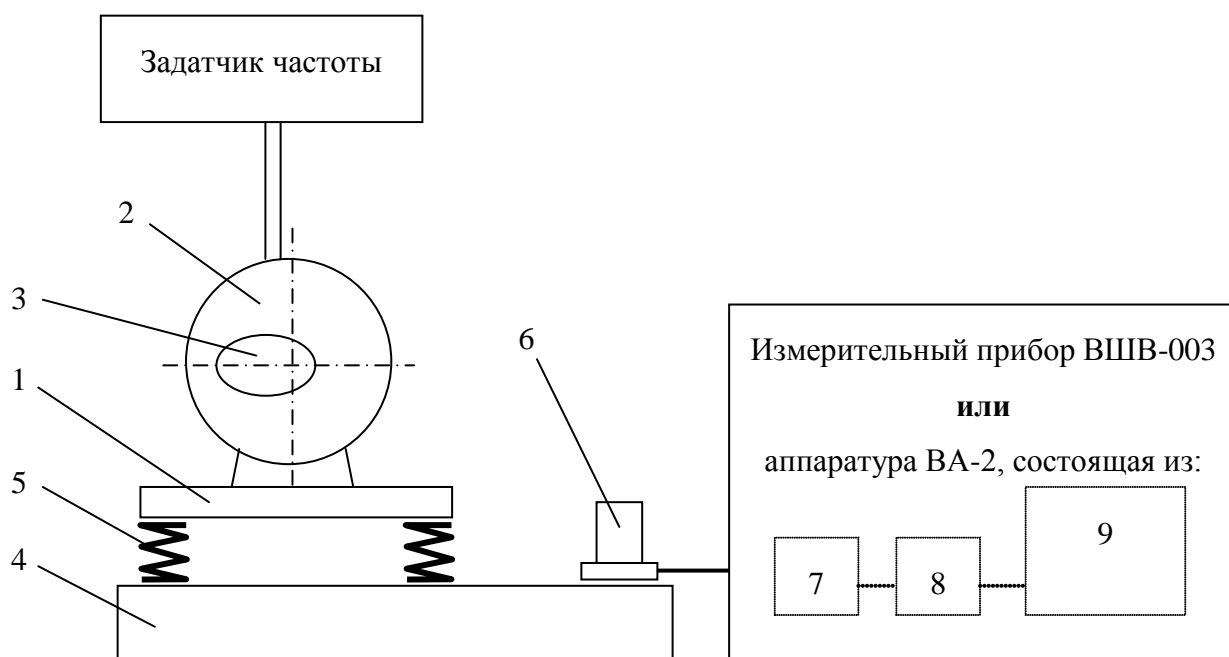 Задатчик частоты
2
3
1
5
4
6
Измерительный прибор ВШВ-003
или
аппаратура ВА-2, состоящая из:
7
8
9